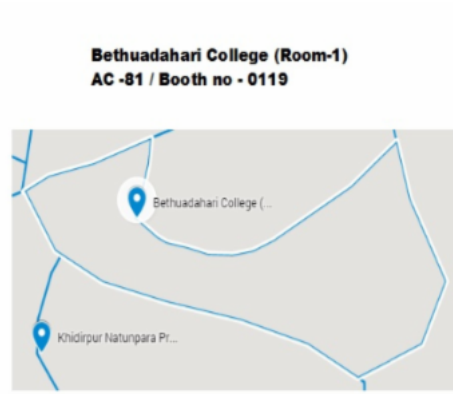 Bethuadahari College (Room-1)
AC -81 / Booth no - 0119
Bethuadahari College (...
Khidirpur Natunpara Pr...